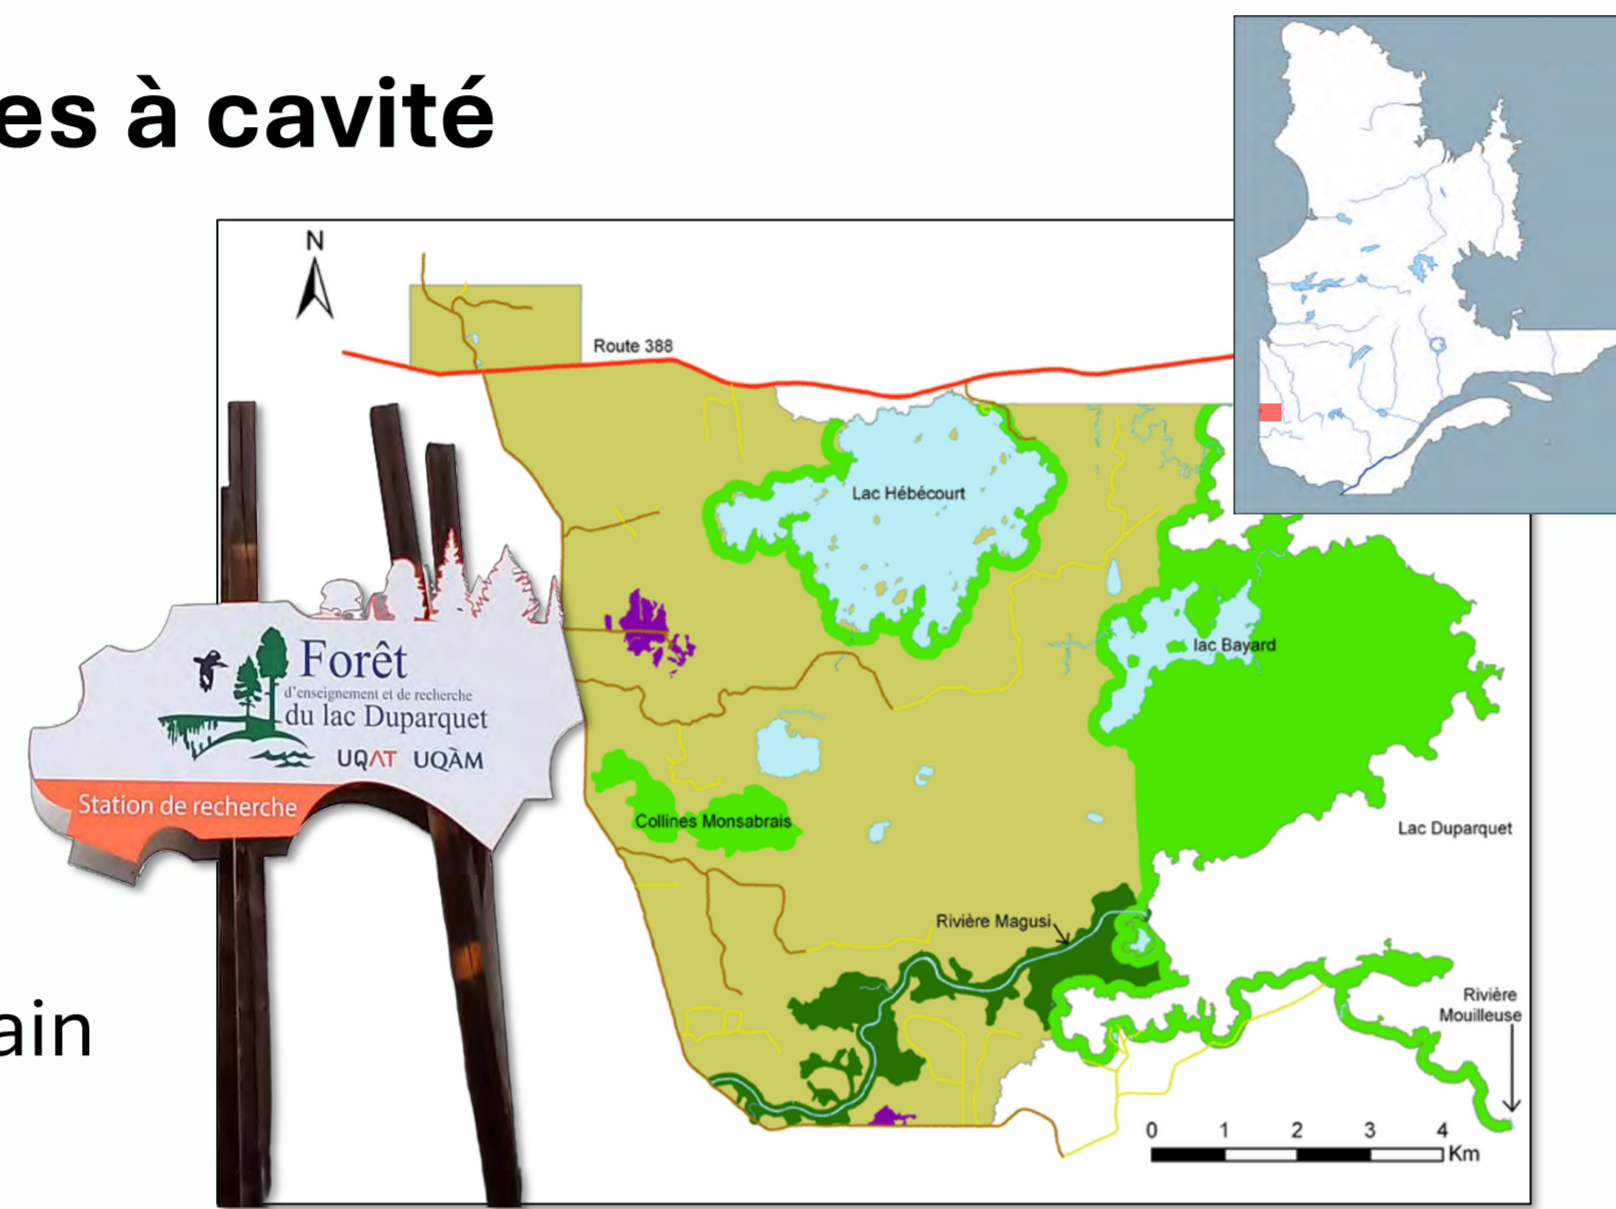 es à cavité
N
Route 388
Lac Hébécourt
lac Bayard
Forêt
d'enseignement et de recherche
du lac Duparquet
UQAT UQÀM
Station de recherche
Collines Monsabrais
Lac Duparquet
Rivière Magusi
Rivière
Mouilleuse
ain
0 1 2 3 4
Km